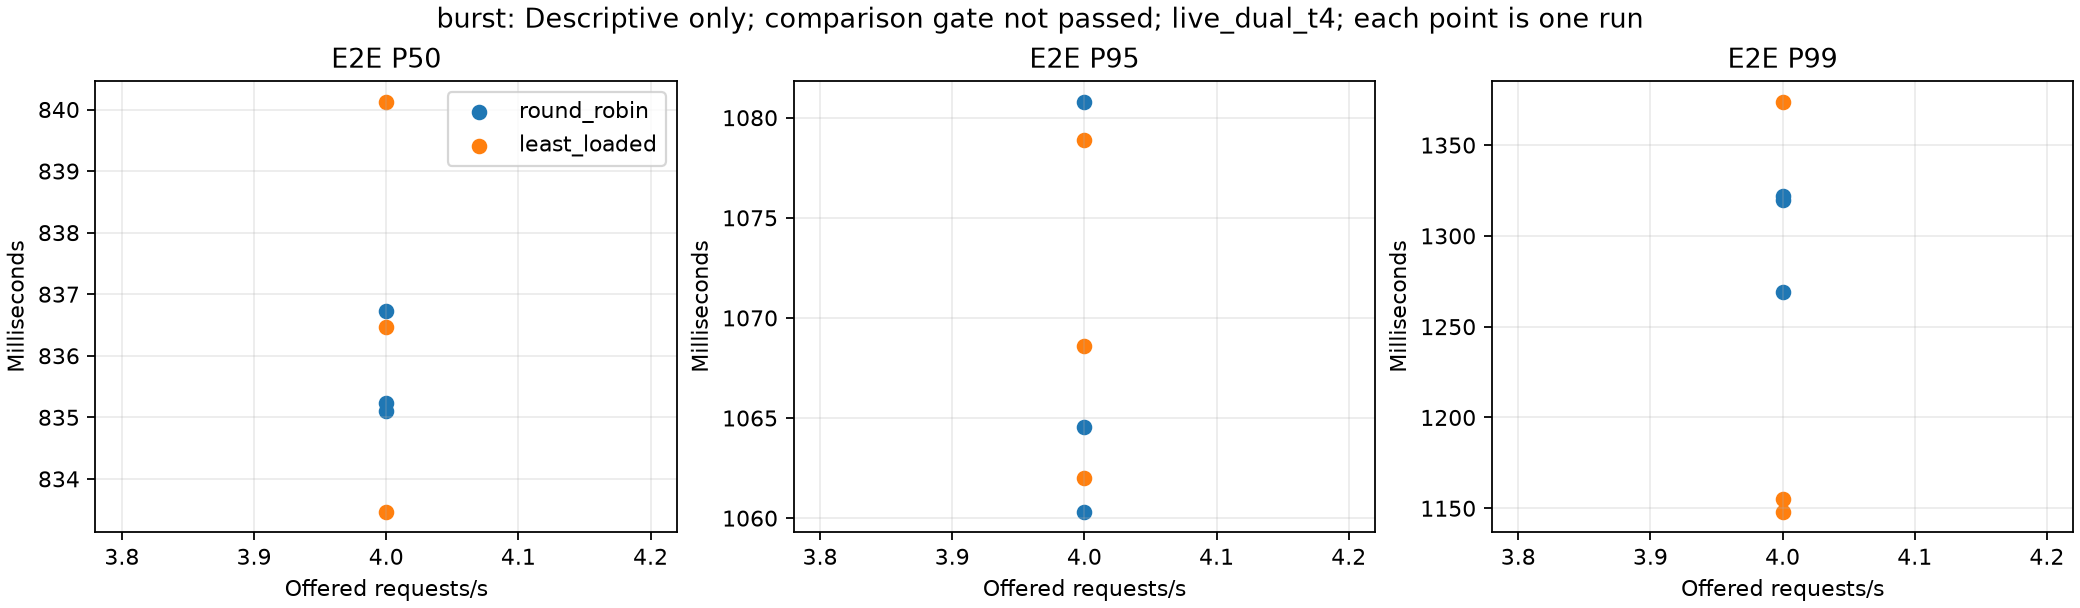 burst: Descriptive only; comparison gate not passed; live_dual_t4; each point is one run
E2E P50
840
839
838
837
836
835
834
Milliseconds
round_robin
least_loaded
3.8 3.9 4.0 4.1 4.2
Offered requests/s
E2E P95
1080
1075
1070
1065
1060
Milliseconds
3.8 3.9 4.0 4.1 4.2
Offered requests/s
E2E P99
1350
1300
1250
1200
1150
Milliseconds
3.8 3.9 4.0 4.1 4.2
Offered requests/s